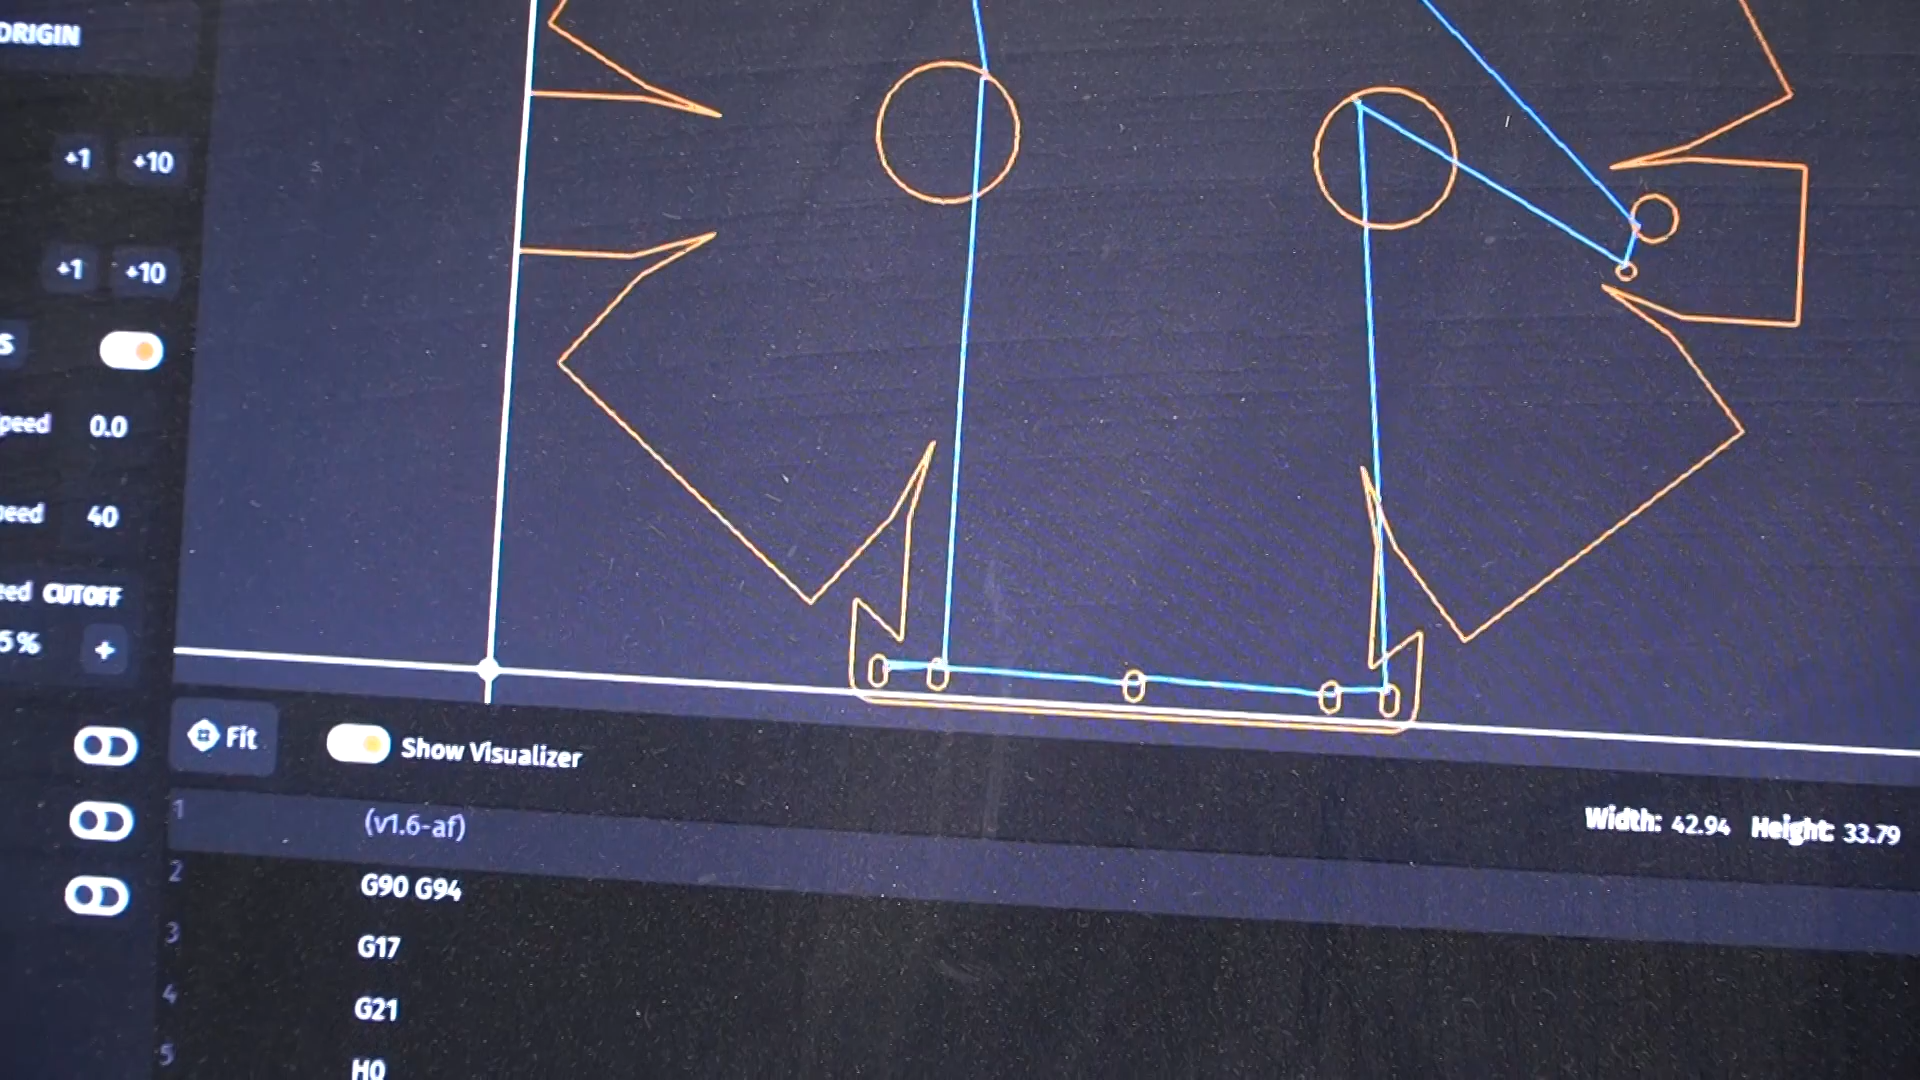 ORIGIN
+1 +10
+1 +10
S
peed 0.0
peed 40
eed CUTOFF
5% +
Fit Show Visualizer
Width: 42.94 Height: 33.79
1 (v1.6-af)
2 G90 G94
3 G17
4 G21
5 H0